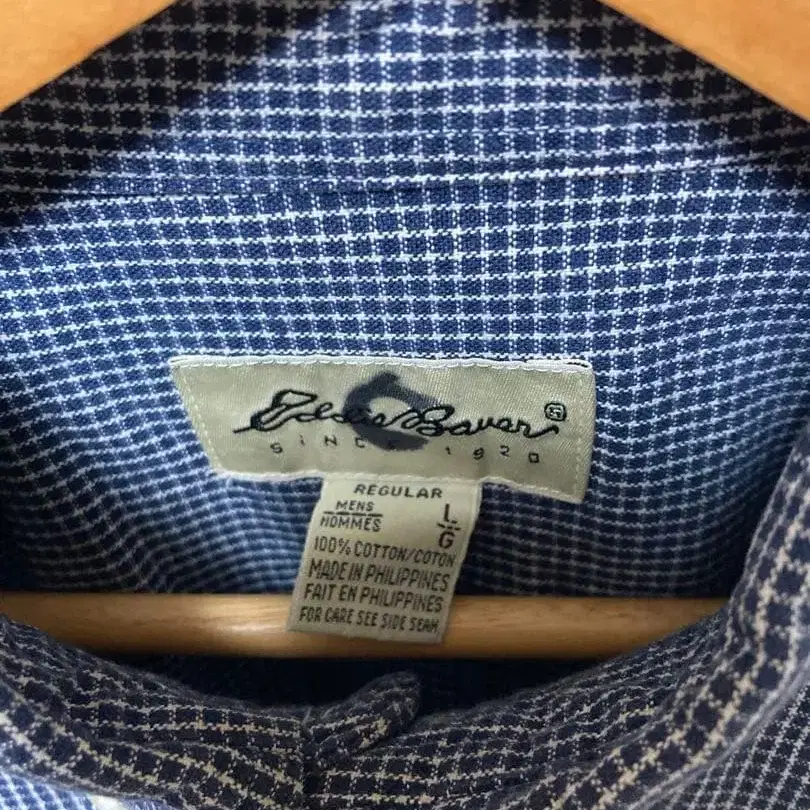 Eddie Bauer
SINCE 1920
REGULAR
MENS L
HOMMES G
100% COTTON/COTON
MADE IN PHILIPPINES
FAIT EN PHILIPPINES
FOR CARE SEE SIDE SEAM